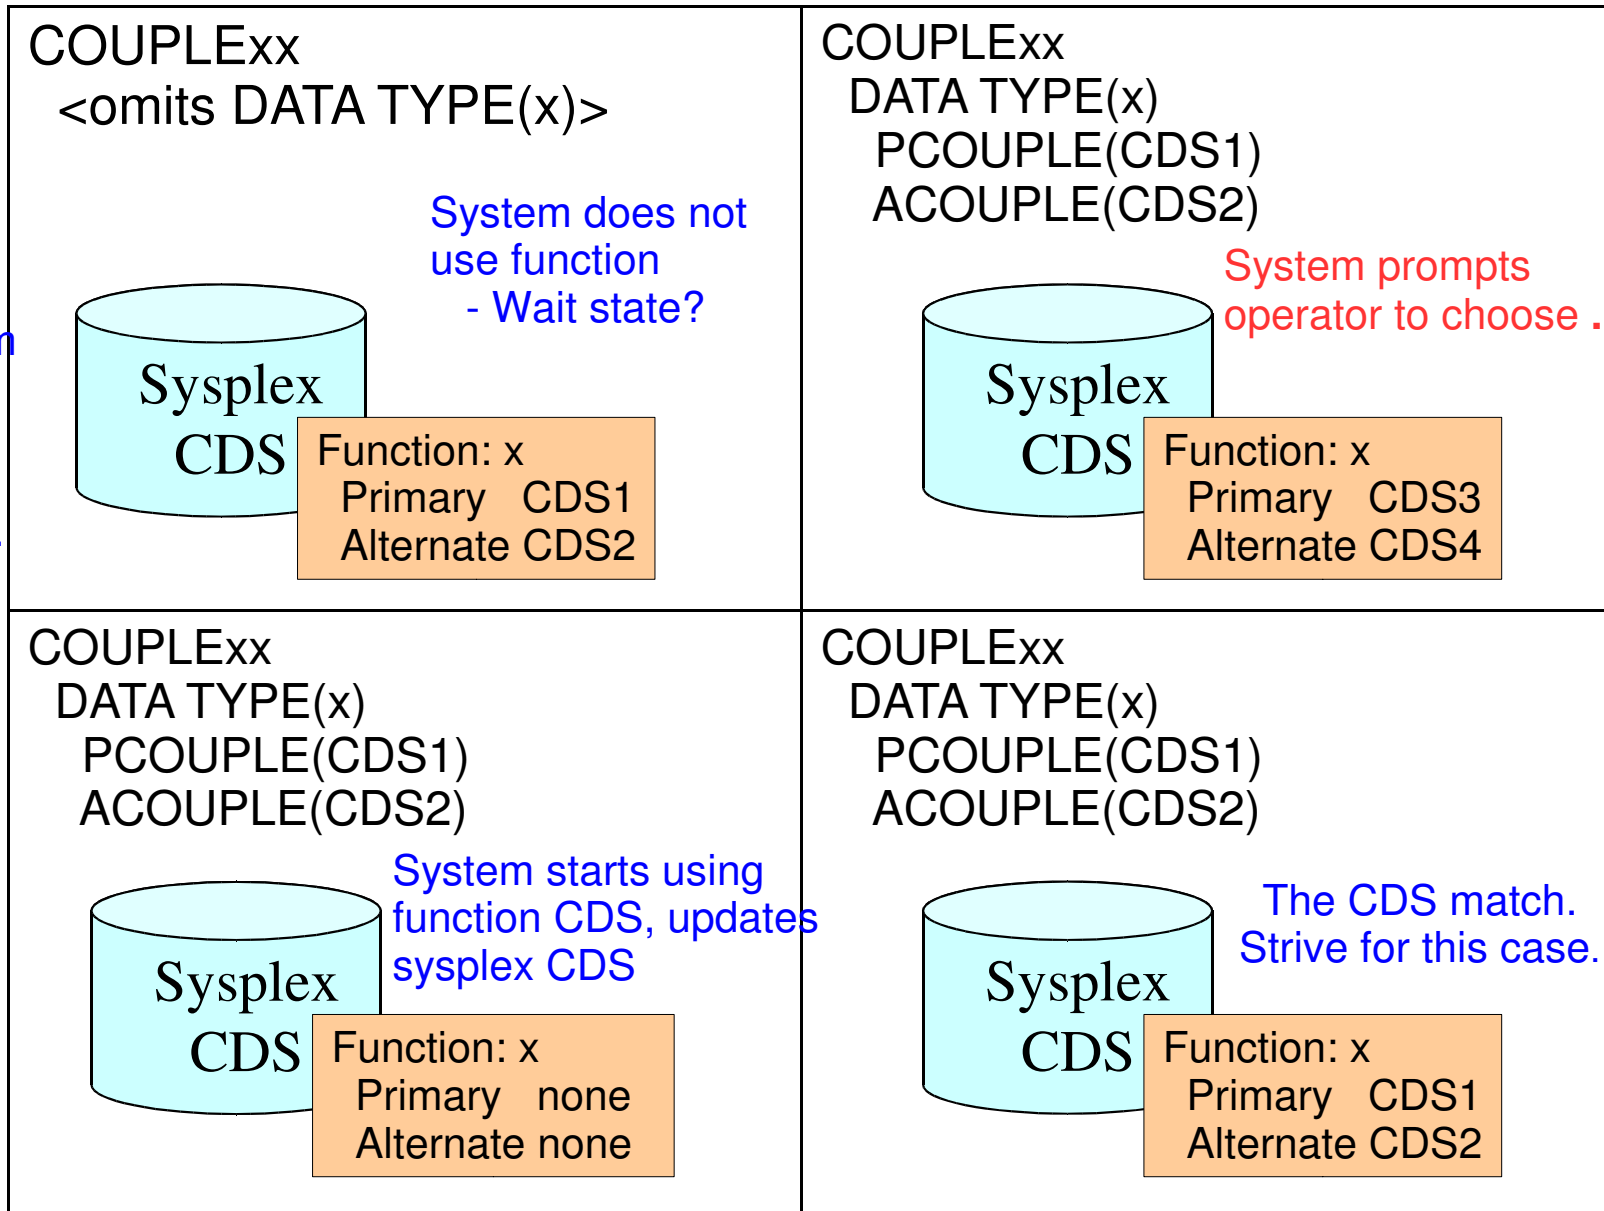 COUPLExx
<omits DATA TYPE(x)>
System does not
use function
- Wait state?
Sysplex
CDS
Function: x
Primary CDS1
Alternate CDS2
COUPLExx
DATA TYPE(x)
PCOUPLE(CDS1)
ACOUPLE(CDS2)
System prompts
operator to choose .
Sysplex
CDS
Function: x
Primary CDS3
Alternate CDS4
COUPLExx
DATA TYPE(x)
PCOUPLE(CDS1)
ACOUPLE(CDS2)
System starts using
function CDS, updates
sysplex CDS
Sysplex
CDS
Function: x
Primary none
Alternate none
COUPLExx
DATA TYPE(x)
PCOUPLE(CDS1)
ACOUPLE(CDS2)
The CDS match.
Strive for this case.
Sysplex
CDS
Function: x
Primary CDS1
Alternate CDS2